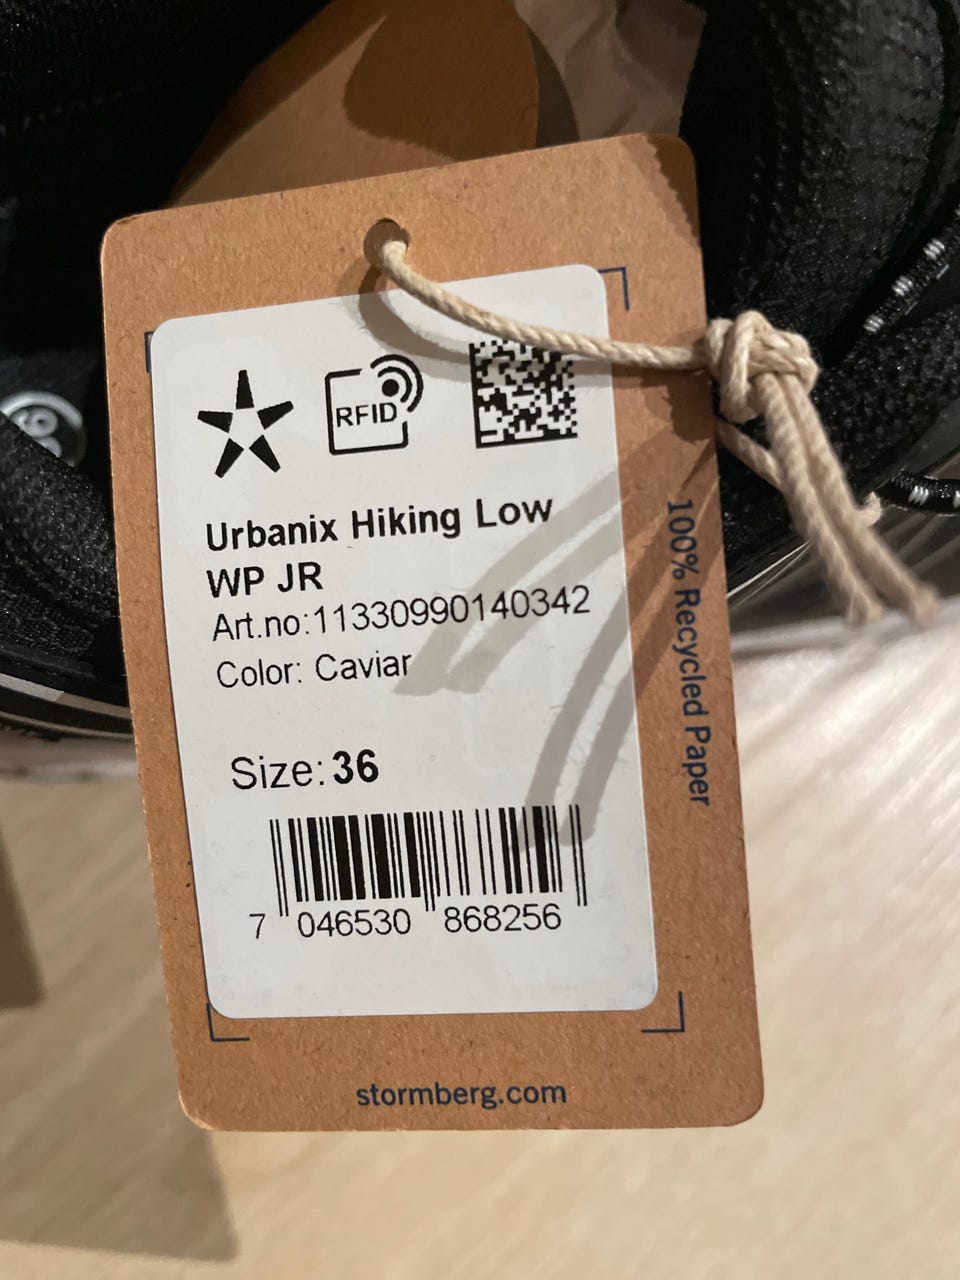 RFID
Urbanix Hiking Low
WP JR
Art.no:11330990140342
Color: Caviar
Size: 36
7 046530 868256
100% Recycled Paper
stormberg.com
36